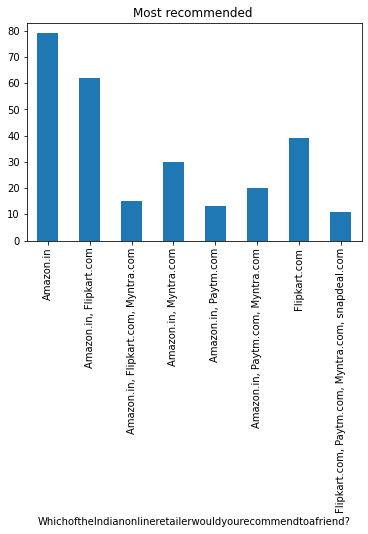 Most recommended
80
70
60
50
40
30
20
10
0
Amazon.in
Amazon.in, Flipkart.com
Amazon.in, Flipkart.com, Myntra.com
Amazon.in, Myntra.com
Amazon.in, Paytm.com
Amazon.in, Paytm.com, Myntra.com
Flipkart.com
Flipkart.com, Paytm.com, Myntra.com, snapdeal.com
WhichoftheIndianonlineretailerwouldyourecommendtoafriend?